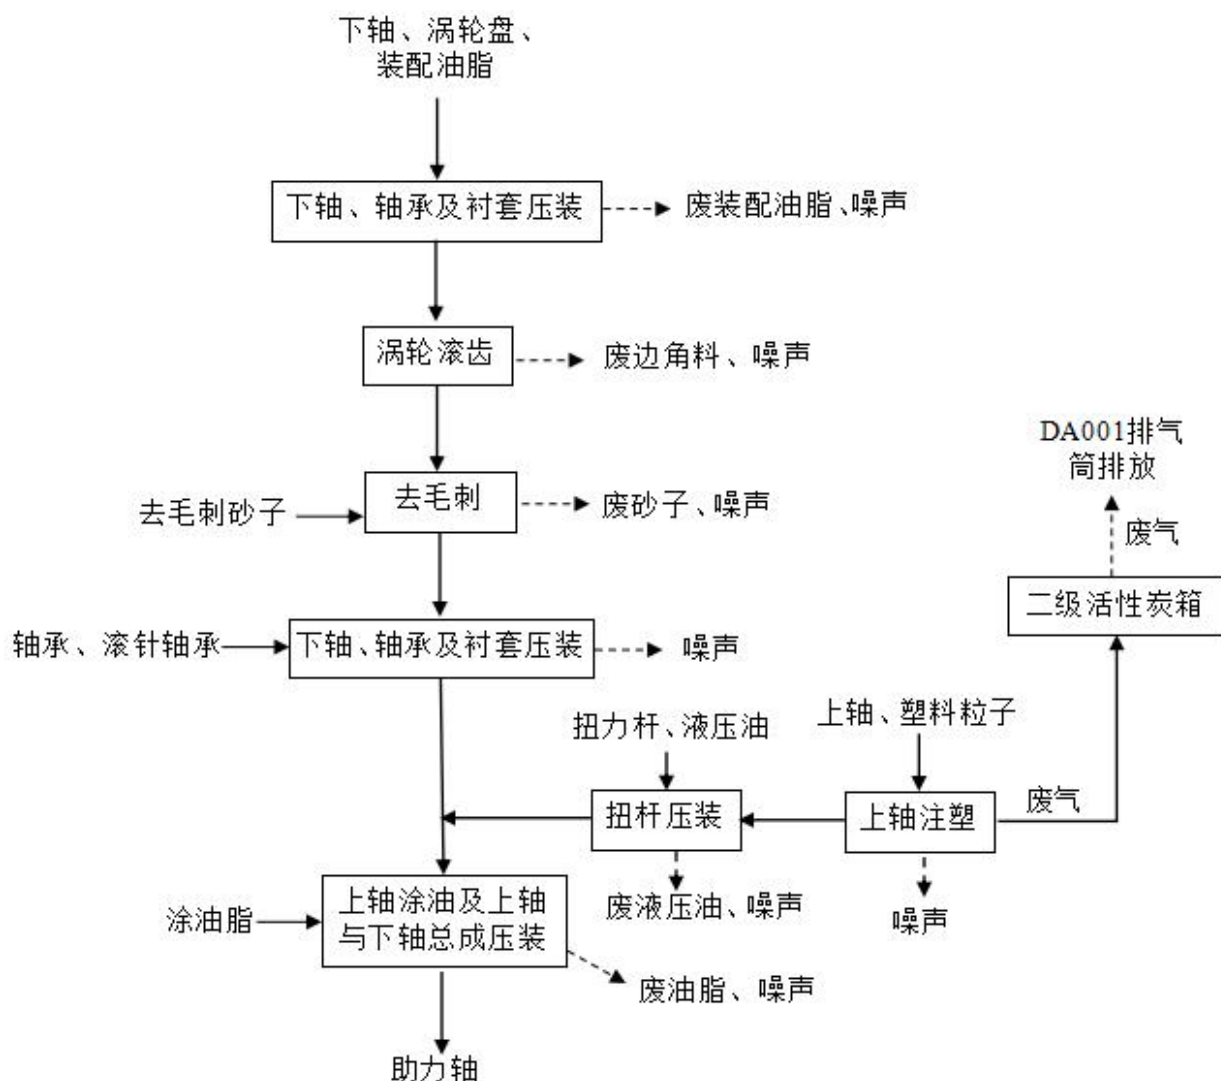 下轴、涡轮盘、
装配油脂
下轴、轴承及衬套压装
废装配油脂、噪声
涡轮滚齿
废边角料、噪声
DA001排气
筒排放
去毛刺砂子
去毛刺
废砂子、噪声
废气
二级活性炭箱
轴承、滚针轴承
下轴、轴承及衬套压装
噪声
扭力杆、液压油
上轴、塑料粒子
扭杆压装
上轴注塑
废气
涂油脂
上轴涂油及上轴
与下轴总成压装
废液压油、噪声
噪声
废油脂、噪声
助力轴